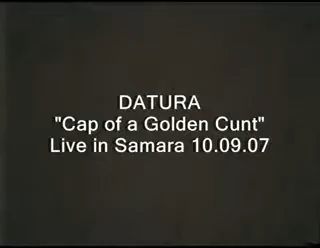 DATURA
"Cap of a Golden Cunt"
Live in Samara 10.09.07